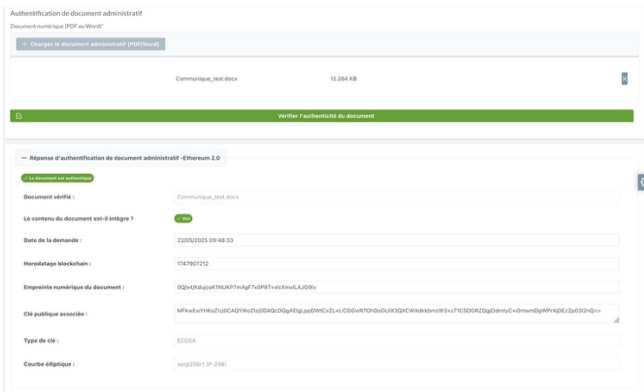 Authentification de document administratif
Document numérique (PDF ou Word)*
+ Chargez le document administratif (PDF/Word)
Communique_test.docx 12.284 KB
Vérifier l'authenticité du document
— Réponse d'authentification de document administratif -Ethereum 2.0
✓ Le document est authentique
Document vérifié : Communique_test.docx
Le contenu du document est-il intègre ? ✓ OUI
Date de la demande : 22/05/2025 09:48:33
Horodatage blockchain : 1747907212
Empreinte numérique du document :
Clé publique associée :
Type de clé : ECDSA
Courbe élliptique : secp256r1 (P-256)